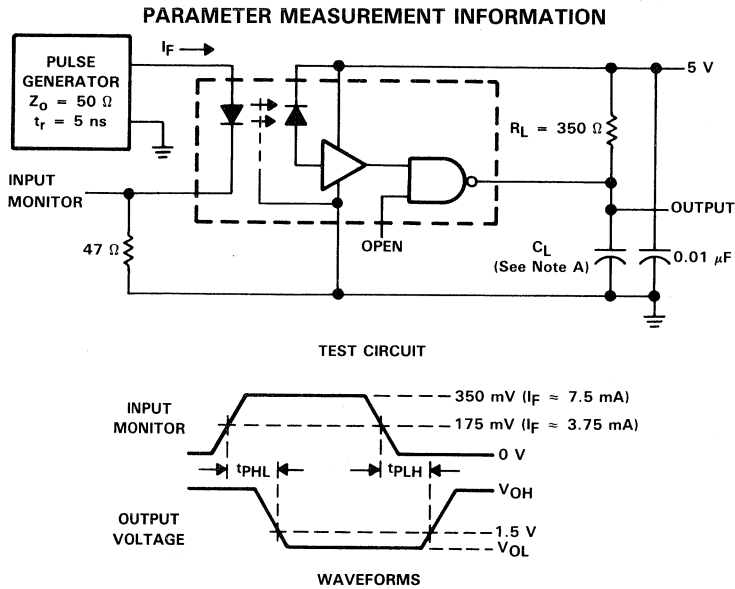 PARAMETER MEASUREMENT INFORMATION
IF
PULSE
GENERATOR
Zo = 50 Ω
tr = 5 ns
5 V
RL = 350 Ω
INPUT
MONITOR
OUTPUT
OPEN
47 Ω
CL
(See Note A)
0.01 μF
TEST CIRCUIT
INPUT
MONITOR
350 mV (IF ≈ 7.5 mA)
175 mV (IF ≈ 3.75 mA)
0 V
tPHL
tPLH
OUTPUT
VOLTAGE
VOH
1.5 V
VOL
WAVEFORMS